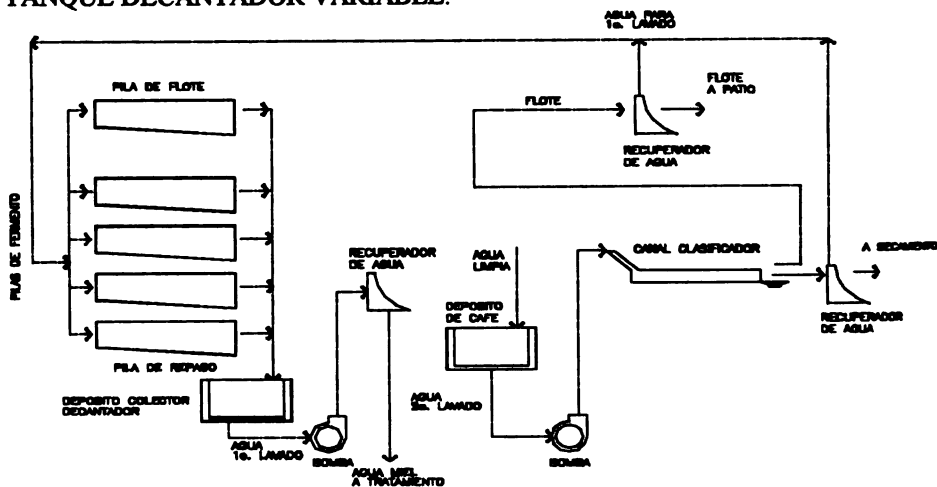 TANQUE DECANTADOR VARIABLE.
AGUA PARA
1o. LAVADO
PILA DE FLOTE
FLOTE
FLOTE
A PATIO
RECUPERADOR
DE AGUA
PILAS DE FERMENTO
RECUPERADOR
DE AGUA
AGUA
LIMPIA
CANAL CLASIFICADOR
A SECAMIENTO
DEPOSITO
DE CAFE
RECUPERADOR
DE AGUA
PILA DE REPASO
DEPOSITO COLECTOR
DECANTADOR
AGUA
2o. LAVADO
AGUA
1o. LAVADO
BOMBA
BOMBA
AGUA MIEL
A TRATAMIENTO